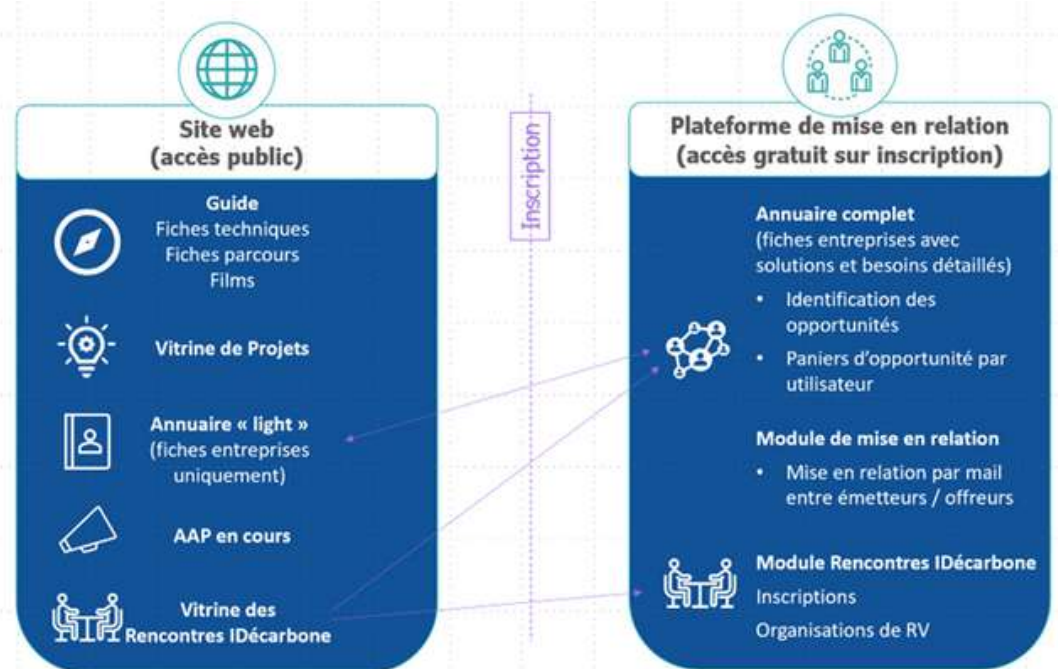 Site web
(accès public)
Guide
Fiches techniques
Fiches parcours
Films
Vitrine de Projets
Annuaire « light »
(fiches entreprises
uniquement)
AAP en cours
Vitrine des
Rencontres IDécarbone
Inscription
Plateforme de mise en relation
(accès gratuit sur inscription)
Annuaire complet
(fiches entreprises avec
solutions et besoins détaillés)
• Identification des
opportunités
• Paniers d'opportunité par
utilisateur
Module de mise en relation
• Mise en relation par mail
entre émetteurs / offreurs
Module Rencontres IDécarbone
Inscriptions
Organisations de RV